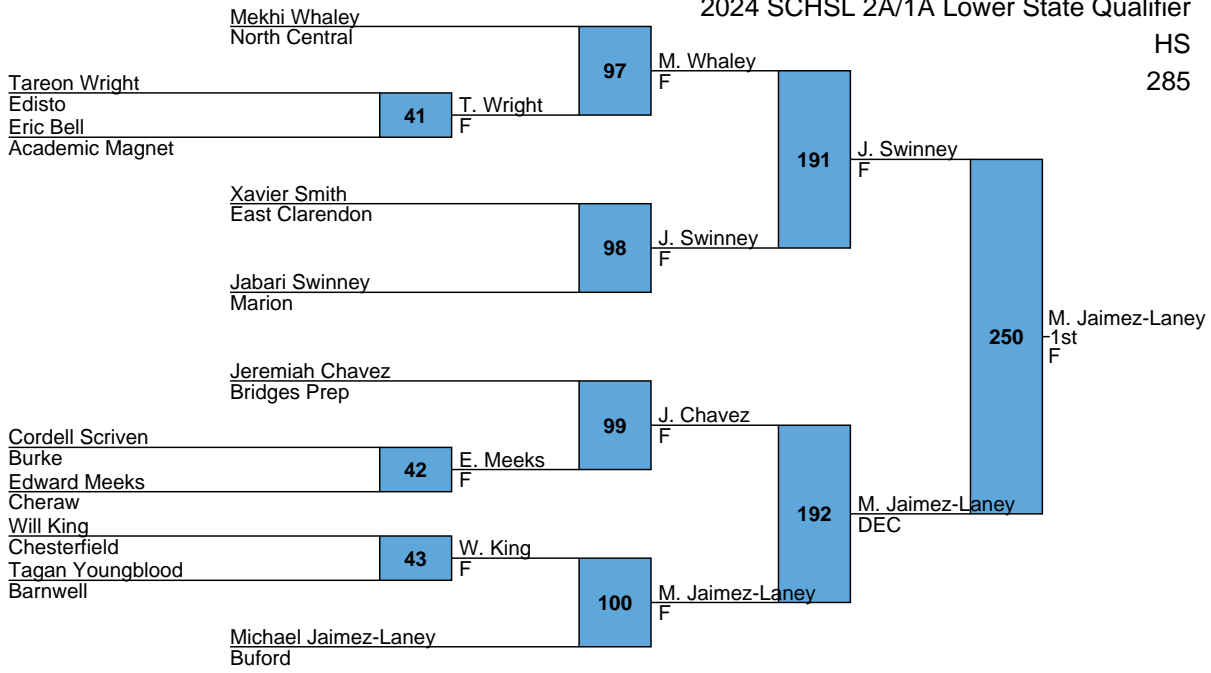 2024 SCHSL 2A/1A Lower State Qualifier
HS
285
Mekhi Whaley
North Central
97
M. Whaley
F
Tareon Wright
Edisto
Eric Bell
Academic Magnet
41
T. Wright
F
191
J. Swinney
F
Xavier Smith
East Clarendon
98
J. Swinney
F
Jabari Swinney
Marion
250
M. Jaimez-Laney
1st
F
Jeremiah Chavez
Bridges Prep
99
J. Chavez
F
Cordell Scriven
Burke
Edward Meeks
Cheraw
42
E. Meeks
F
192
M. Jaimez-Laney
DEC
Will King
Chesterfield
Tagan Youngblood
Barnwell
43
W. King
F
100
M. Jaimez-Laney
F
Michael Jaimez-Laney
Buford